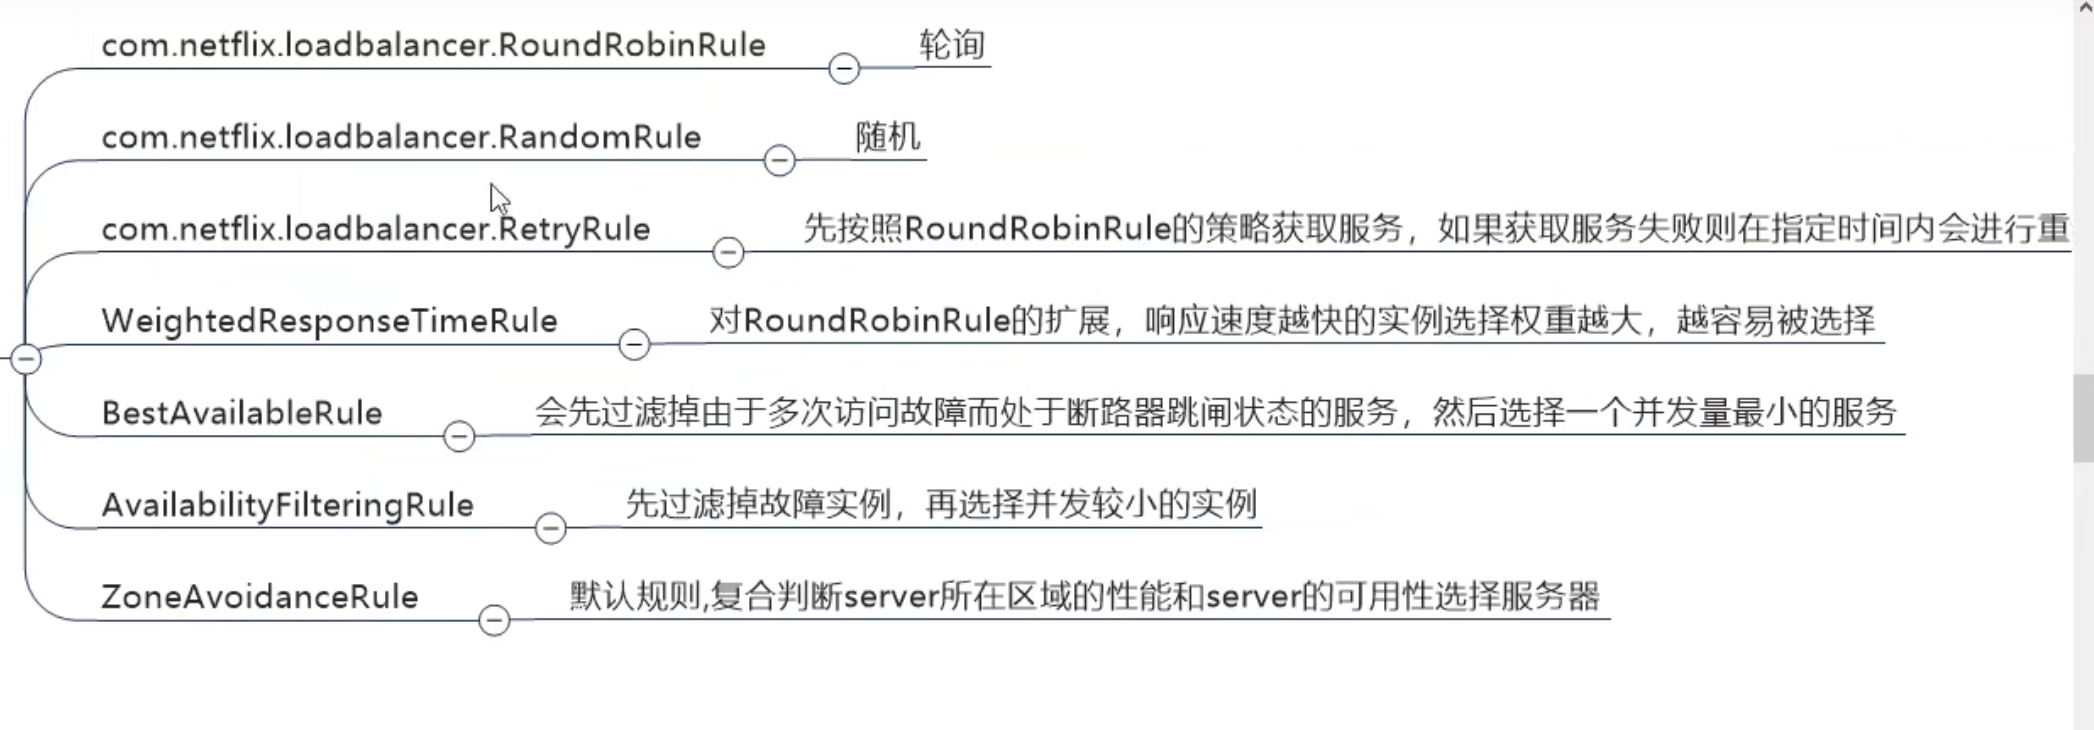 com.netflix.loadbalancer.RoundRobinRule 轮询
com.netflix.loadbalancer.RandomRule 随机
com.netflix.loadbalancer.RetryRule 先按照RoundRobinRule的策略获取服务，如果获取服务失败则在指定时间内会进行重
WeightedResponseTimeRule 对RoundRobinRule的扩展，响应速度越快的实例选择权重越大，越容易被选择
BestAvailableRule 会先过滤掉由于多次访问故障而处于断路器跳闸状态的服务，然后选择一个并发量最小的服务
AvailabilityFilteringRule 先过滤掉故障实例，再选择并发较小的实例
ZoneAvoidanceRule 默认规则,复合判断server所在区域的性能和server的可用性选择服务器